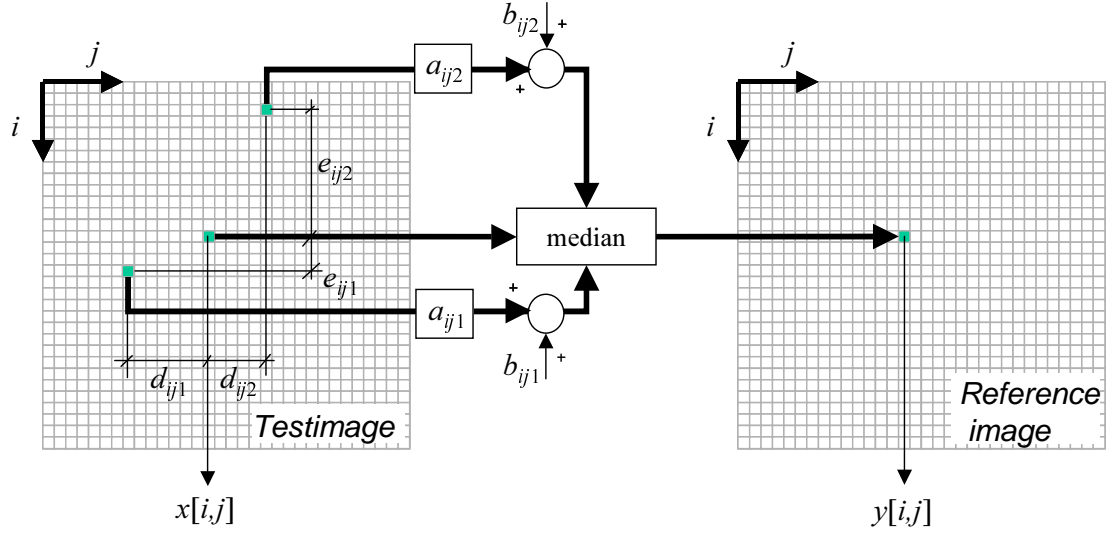 b_ij2
+
j
a_ij2
+
j
i
e_ij2
i
median
e_ij1
+
a_ij1
+
b_ij1
d_ij1
d_ij2
Testimage
Reference
image
x[i,j]
y[i,j]